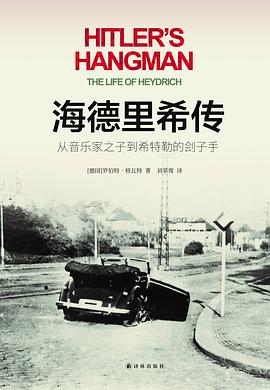 HITLER'S
HANGMAN
THE LIFE OF HEYDRICH
海德里希传
从音乐家之子到希特勒的刽子手
[德国]罗伯特·格瓦特 著 刘翠鸾 译
译林出版社